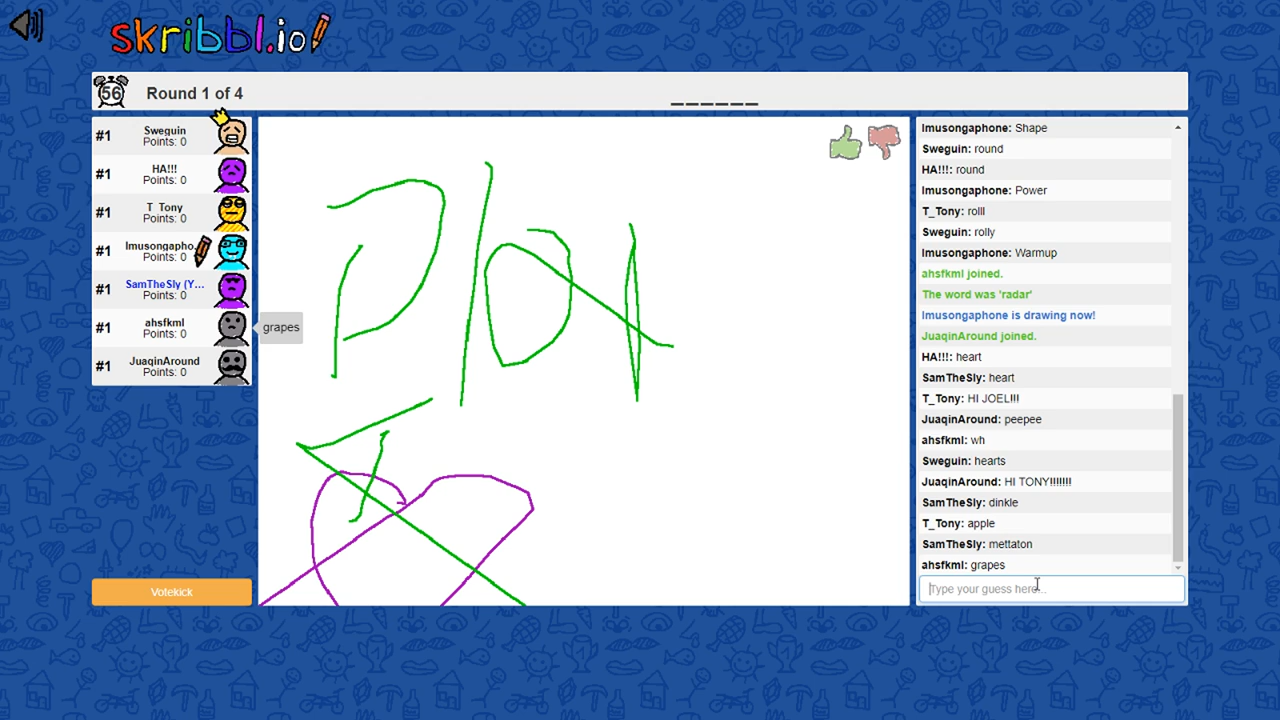 skribbl.io
56
Round 1 of 4
______
#1 Sweguin
Points: 0
#1 HA!!!
Points: 0
#1 T_Tony
Points: 0
#1 Imusongapho...
Points: 0
#1 SamTheSly (Y...
Points: 0
#1 ahsfkml
Points: 0
grapes
#1 JuaqinAround
Points: 0
Votekick
Imusongaphone: Shape
Sweguin: round
HA!!!: round
Imusongaphone: Power
T_Tony: rolll
Sweguin: rolly
Imusongaphone: Warmup
ahsfkml joined.
The word was 'radar'
Imusongaphone is drawing now!
JuaqinAround joined.
HA!!!: heart
SamTheSly: heart
T_Tony: HI JOEL!!!
JuaqinAround: peepee
ahsfkml: wh
Sweguin: hearts
JuaqinAround: HI TONY!!!!!!!
SamTheSly: dinkle
T_Tony: apple
SamTheSly: mettaton
ahsfkml: grapes
Type your guess here...